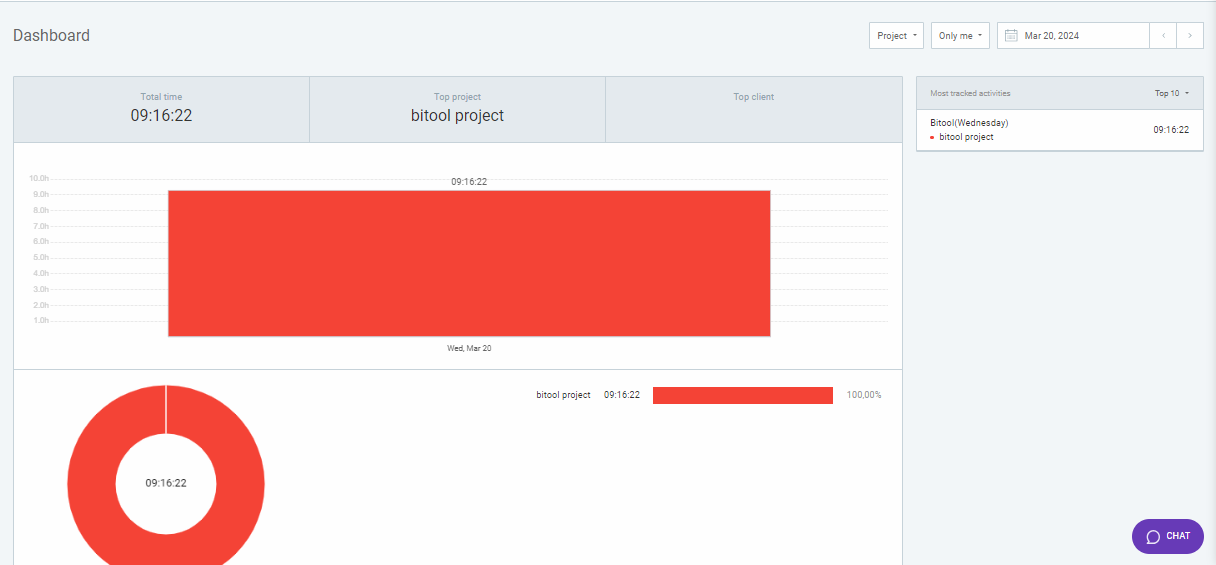 Dashboard
Project
Only me
Mar 20, 2024
Total time
09:16:22
Top project
bitool project
Top client
Most tracked activities
Top 10
Bitool(Wednesday)
bitool project
09:16:22
09:16:22
10.0h
9.0h
8.0h
7.0h
6.0h
5.0h
4.0h
3.0h
2.0h
1.0h
Wed, Mar 20
bitool project 09:16:22 100,00%
09:16:22
CHAT